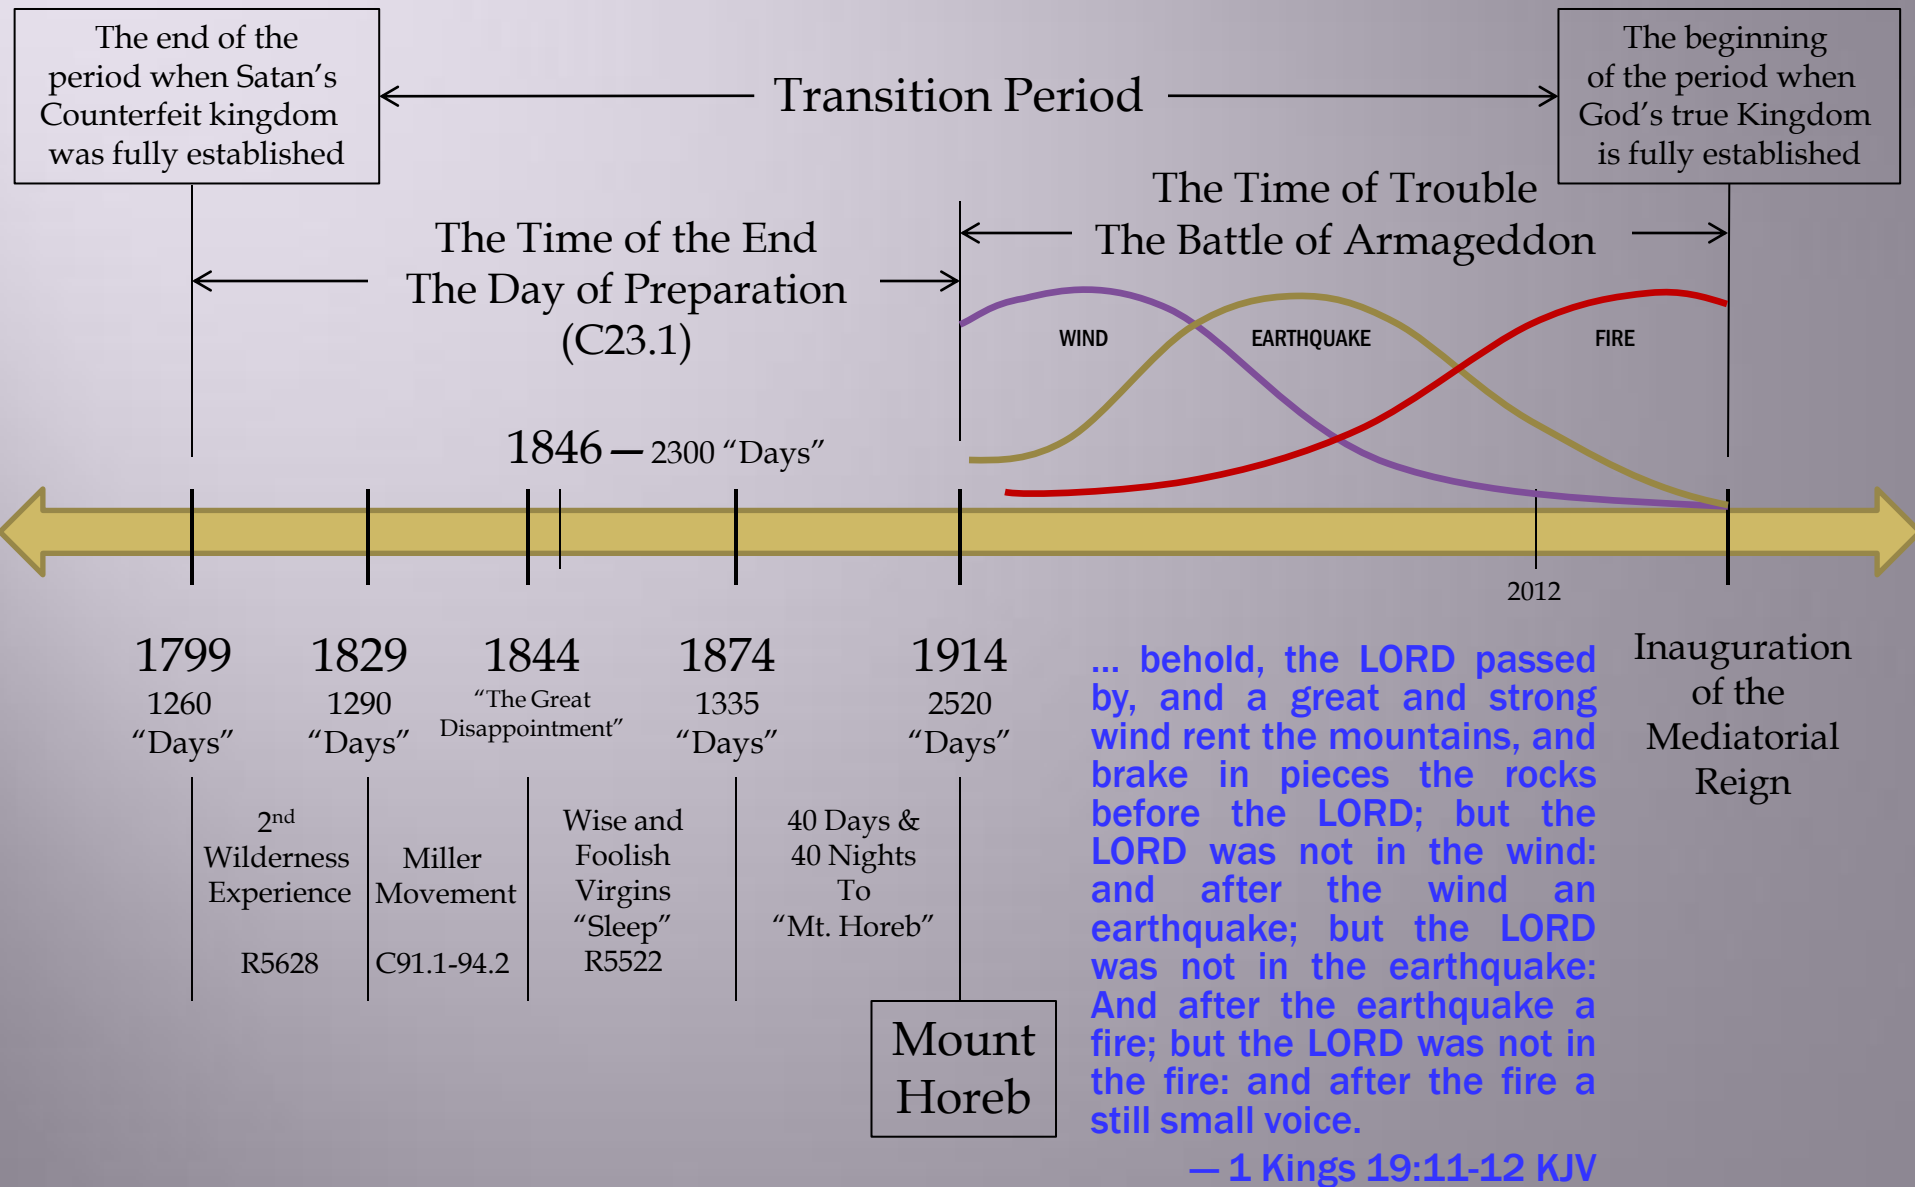 The end of the
period when Satan's
Counterfeit kingdom
was fully established
Transition Period
The beginning
of the period when
God's true Kingdom
is fully established
The Time of the End
The Day of Preparation
(C23.1)
The Time of Trouble
The Battle of Armageddon
WIND
EARTHQUAKE
FIRE
1846 — 2300 “Days”
2012
1799
1260
“Days”
1829
1290
“Days”
1844
“The Great
Disappointment”
1874
1335
“Days”
1914
2520
“Days”
2nd
Wilderness
Experience
R5628
Miller
Movement
C91.1-94.2
Wise and
Foolish
Virgins
“Sleep”
R5522
40 Days &
40 Nights
To
“Mt. Horeb”
Mount
Horeb
... behold, the LORD passed
by, and a great and strong
wind rent the mountains, and
brake in pieces the rocks
before the LORD; but the
LORD was not in the wind:
and after the wind an
earthquake; but the LORD
was not in the earthquake:
And after the earthquake a
fire; but the LORD was not in
the fire: and after the fire a
still small voice.
— 1 Kings 19:11-12 KJV
Inauguration
of the
Mediatorial
Reign